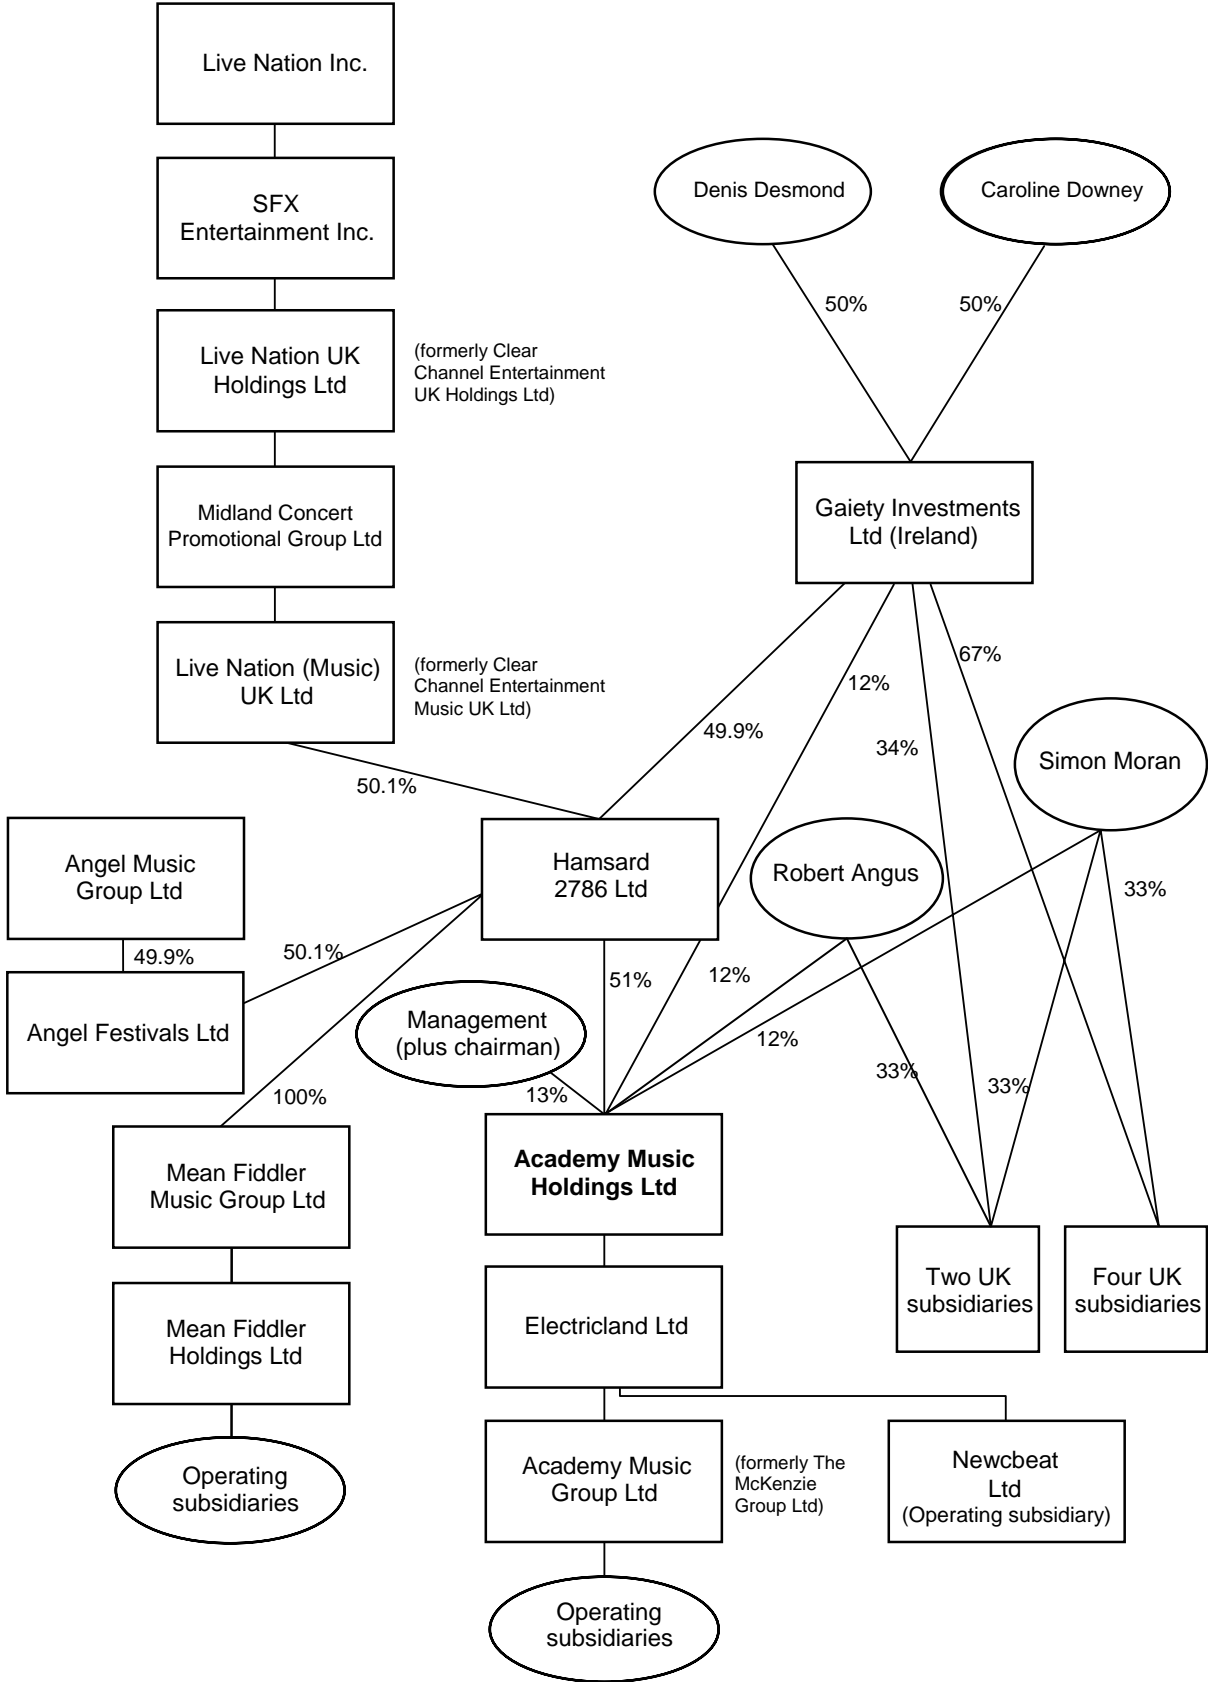 Live Nation Inc.
SFX
Entertainment Inc.
Denis Desmond
Caroline Downey
50%
50%
Live Nation UK
Holdings Ltd
(formerly Clear
Channel Entertainment
UK Holdings Ltd)
Midland Concert
Promotional Group Ltd
Gaiety Investments
Ltd (Ireland)
Live Nation (Music)
UK Ltd
(formerly Clear
Channel Entertainment
Music UK Ltd)
67%
12%
49.9%
34%
Simon Moran
50.1%
Angel Music
Group Ltd
Hamsard
2786 Ltd
Robert Angus
33%
49.9%
50.1%
51%
12%
Angel Festivals Ltd
Management
(plus chairman)
12%
33%
33%
100%
13%
Mean Fiddler
Music Group Ltd
Academy Music
Holdings Ltd
Two UK
subsidiaries
Four UK
subsidiaries
Mean Fiddler
Holdings Ltd
Electricland Ltd
Operating
subsidiaries
Academy Music
Group Ltd
(formerly The
McKenzie
Group Ltd)
Newcbeat
Ltd
(Operating subsidiary)
Operating
subsidiaries